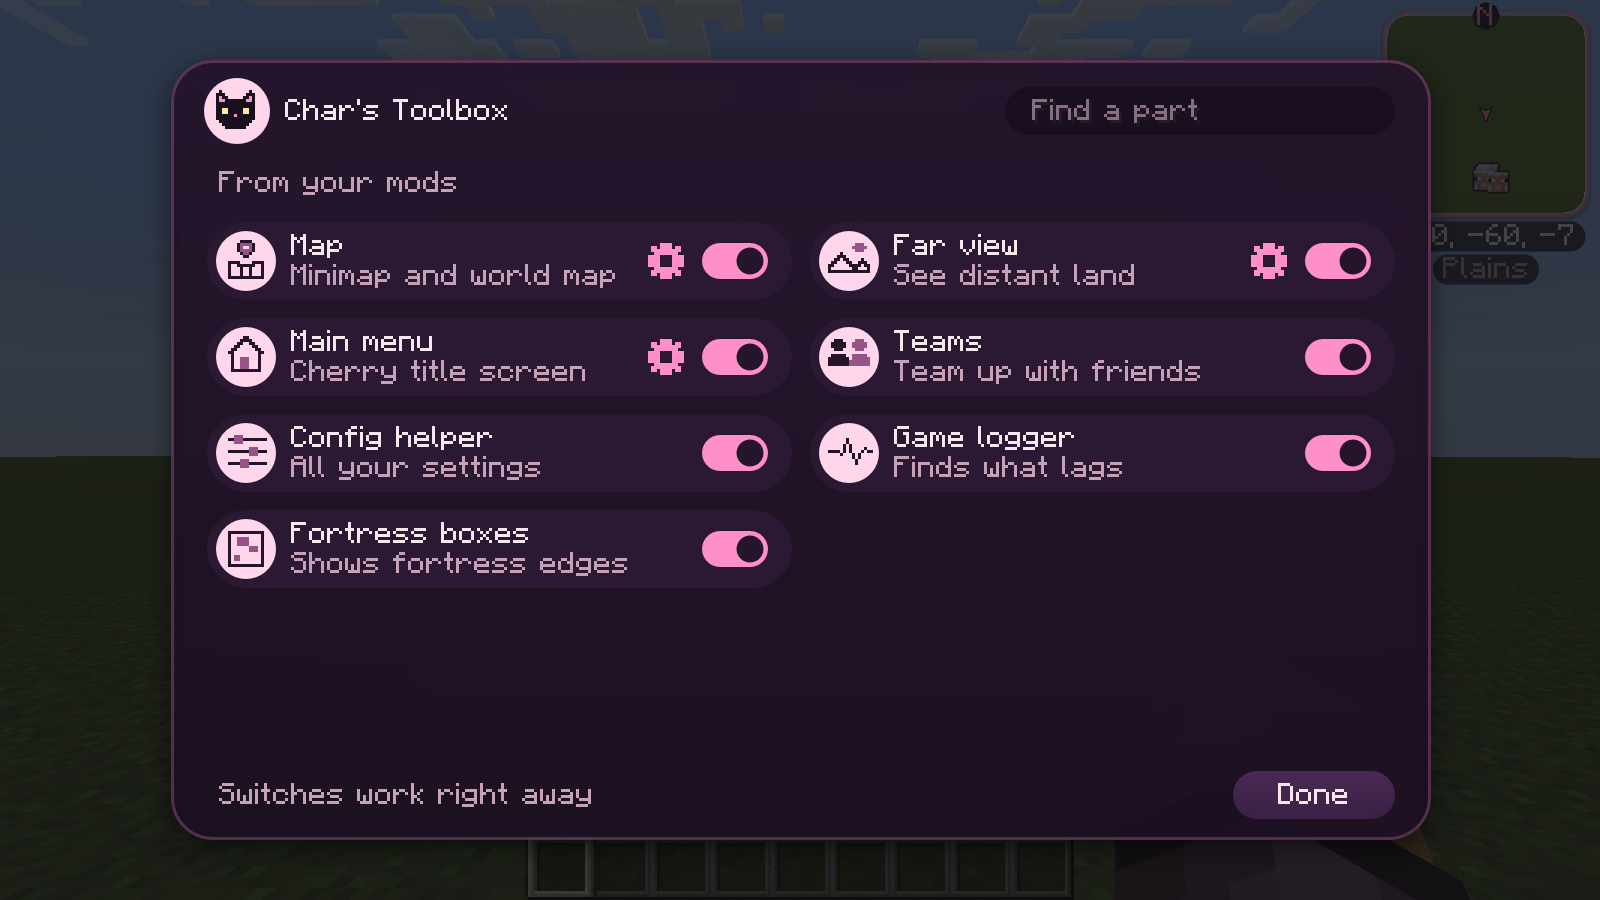 N
Char's Toolbox
Find a part
From your mods
Map
Minimap and world map
Far view
See distant land
0, -60, -7
Plains
Main menu
Cherry title screen
Teams
Team up with friends
Config helper
All your settings
Game logger
Finds what lags
Fortress boxes
Shows fortress edges
Switches work right away
Done